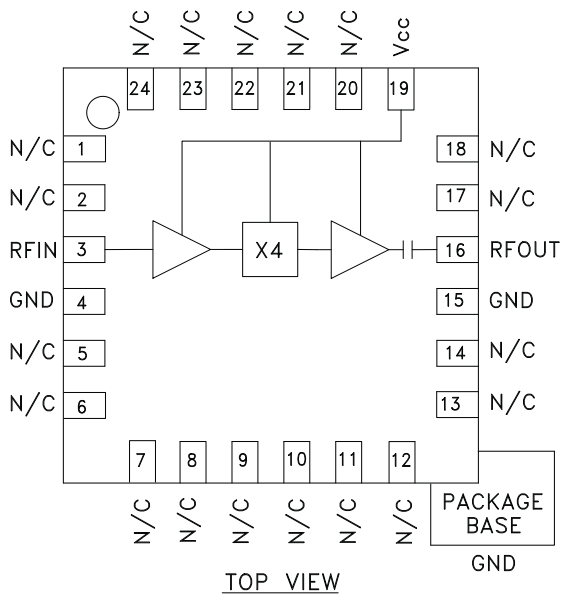 N/C N/C N/C N/C N/C Vcc
24 23 22 21 20 19
N/C 1 18 N/C
N/C 2 17 N/C
RFIN 3 X4 16 RFOUT
GND 4 15 GND
N/C 5 14 N/C
N/C 6 13 N/C
7 8 9 10 11 12
N/C N/C N/C N/C N/C N/C
PACKAGE
BASE
GND
TOP VIEW